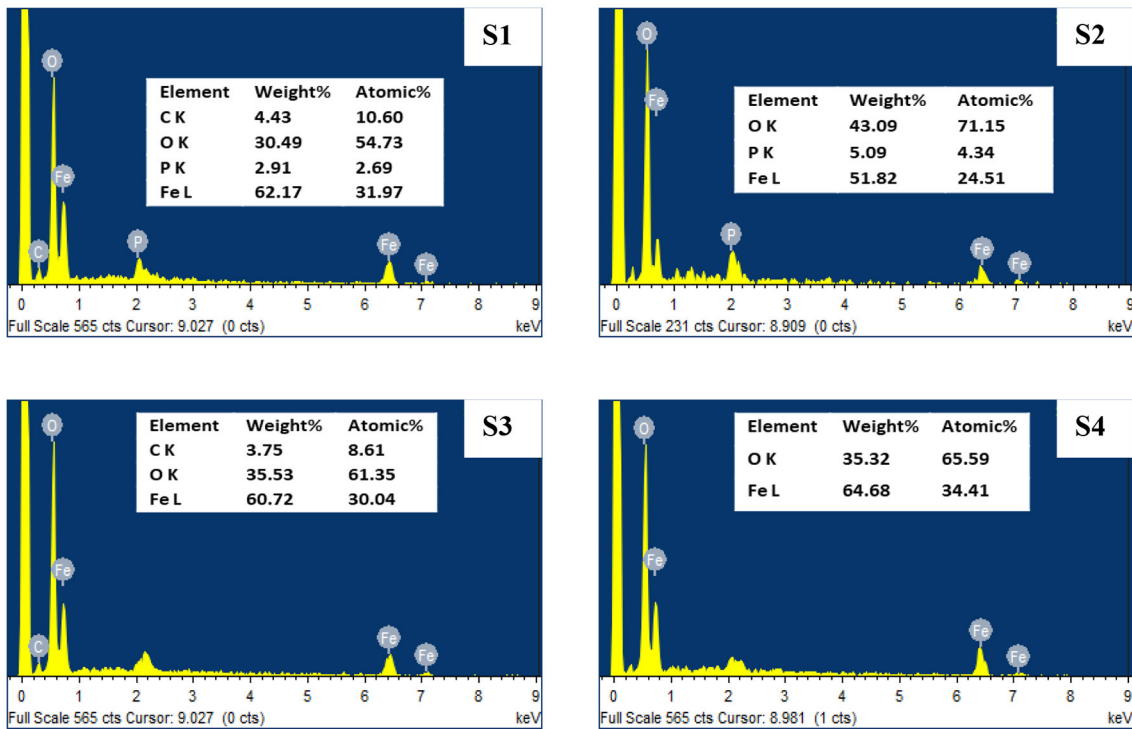 S1
O
Fe
C
P
Fe
Fe
Element Weight% Atomic%
C K 4.43 10.60
O K 30.49 54.73
P K 2.91 2.69
Fe L 62.17 31.97
0 1 2 3 4 5 6 7 8 9
Full Scale 565 cts Cursor: 9.027 (0 cts) keV
S2
O
Fe
P
Fe
Fe
Element Weight% Atomic%
O K 43.09 71.15
P K 5.09 4.34
Fe L 51.82 24.51
0 1 2 3 4 5 6 7 8 9
Full Scale 231 cts Cursor: 8.909 (0 cts) keV
S3
O
Fe
C
Fe
Fe
Element Weight% Atomic%
C K 3.75 8.61
O K 35.53 61.35
Fe L 60.72 30.04
0 1 2 3 4 5 6 7 8 9
Full Scale 565 cts Cursor: 9.027 (0 cts) keV
S4
O
Fe
Fe
Fe
Element Weight% Atomic%
O K 35.32 65.59
Fe L 64.68 34.41
0 1 2 3 4 5 6 7 8 9
Full Scale 565 cts Cursor: 8.981 (1 cts) keV